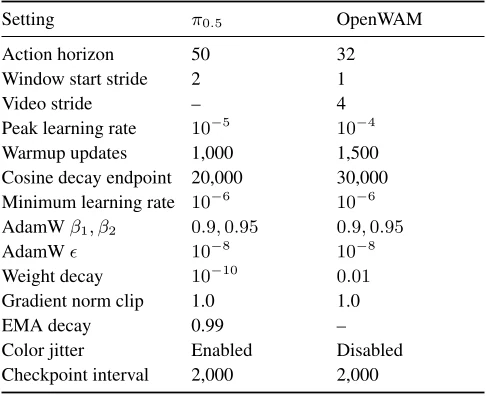 Setting π₀.₅ OpenWAM
Action horizon 50 32
Window start stride 2 1
Video stride – 4
Peak learning rate 10⁻⁵ 10⁻⁴
Warmup updates 1,000 1,500
Cosine decay endpoint 20,000 30,000
Minimum learning rate 10⁻⁶ 10⁻⁶
AdamW β₁, β₂ 0.9, 0.95 0.9, 0.95
AdamW ϵ 10⁻⁸ 10⁻⁸
Weight decay 10⁻¹⁰ 0.01
Gradient norm clip 1.0 1.0
EMA decay 0.99 –
Color jitter Enabled Disabled
Checkpoint interval 2,000 2,000